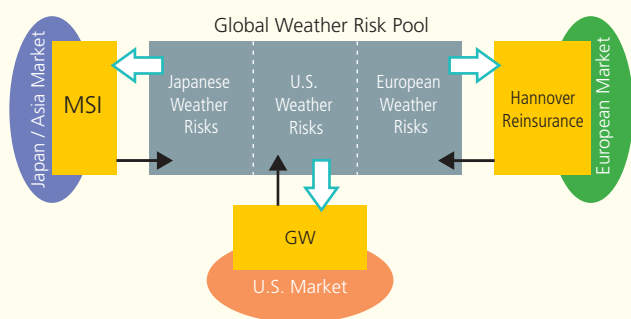 Global Weather Risk Pool
Japan / Asia Market
MSI
Japanese
Weather
Risks
U.S.
Weather
Risks
European
Weather
Risks
Hannover
Reinsurance
European Market
GW
U.S. Market